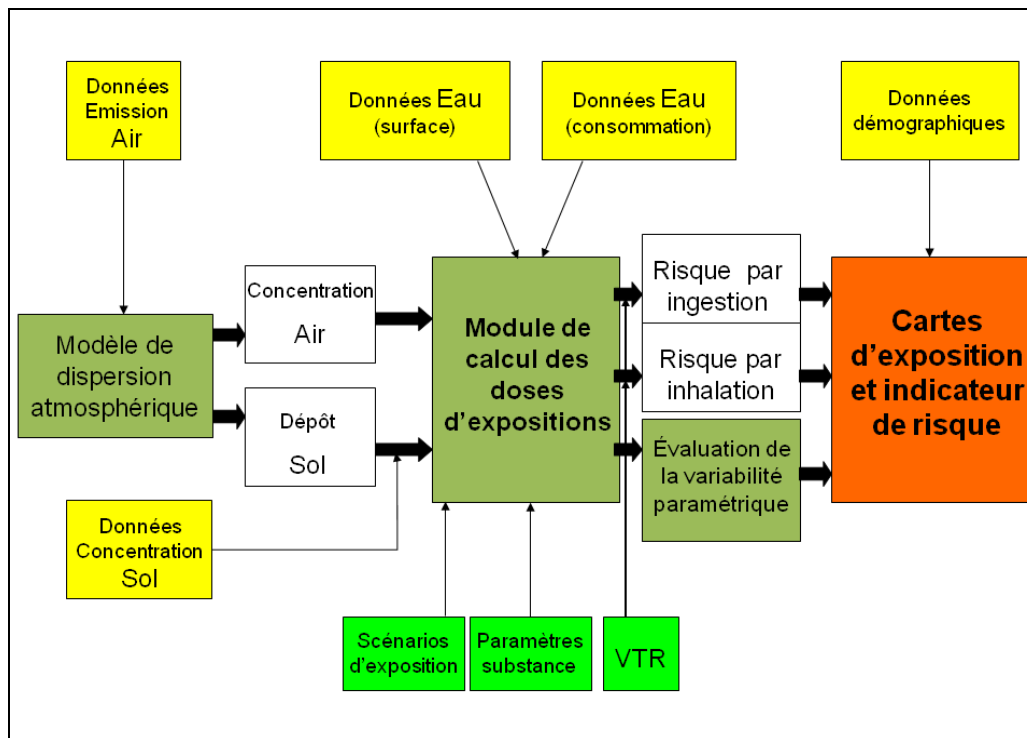 Données
Emission
Air
Données Eau
(surface)
Données Eau
(consommation)
Données
démographiques
Modèle de
dispersion
atmosphérique
Concentration
Air
Dépôt
Sol
Données
Concentration
Sol
Module de
calcul des
doses
d'expositions
Risque par
ingestion
Risque par
inhalation
Évaluation de
la variabilité
paramétrique
Cartes
d'exposition
et indicateur
de risque
Scénarios
d'exposition
Paramètres
substance
VTR